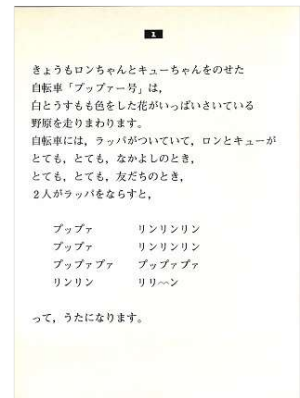 1
きょうもロンちゃんとキューちゃんをのせた
自転車「プップァー号」は，
白とうすもも色をした花がいっぱいさいている
野原を走りまわります。
自転車には，ラッパがついていて，ロンとキューが
とても，とても，なかよしのとき，
とても，とても，友だちのとき，
2人がラッパをならすと，
プップァ　リンリンリン
プップァ　リンリンリン
プップァプァ　プップァプァ
リンリン　リリ〜〜ン
って，うたになります。